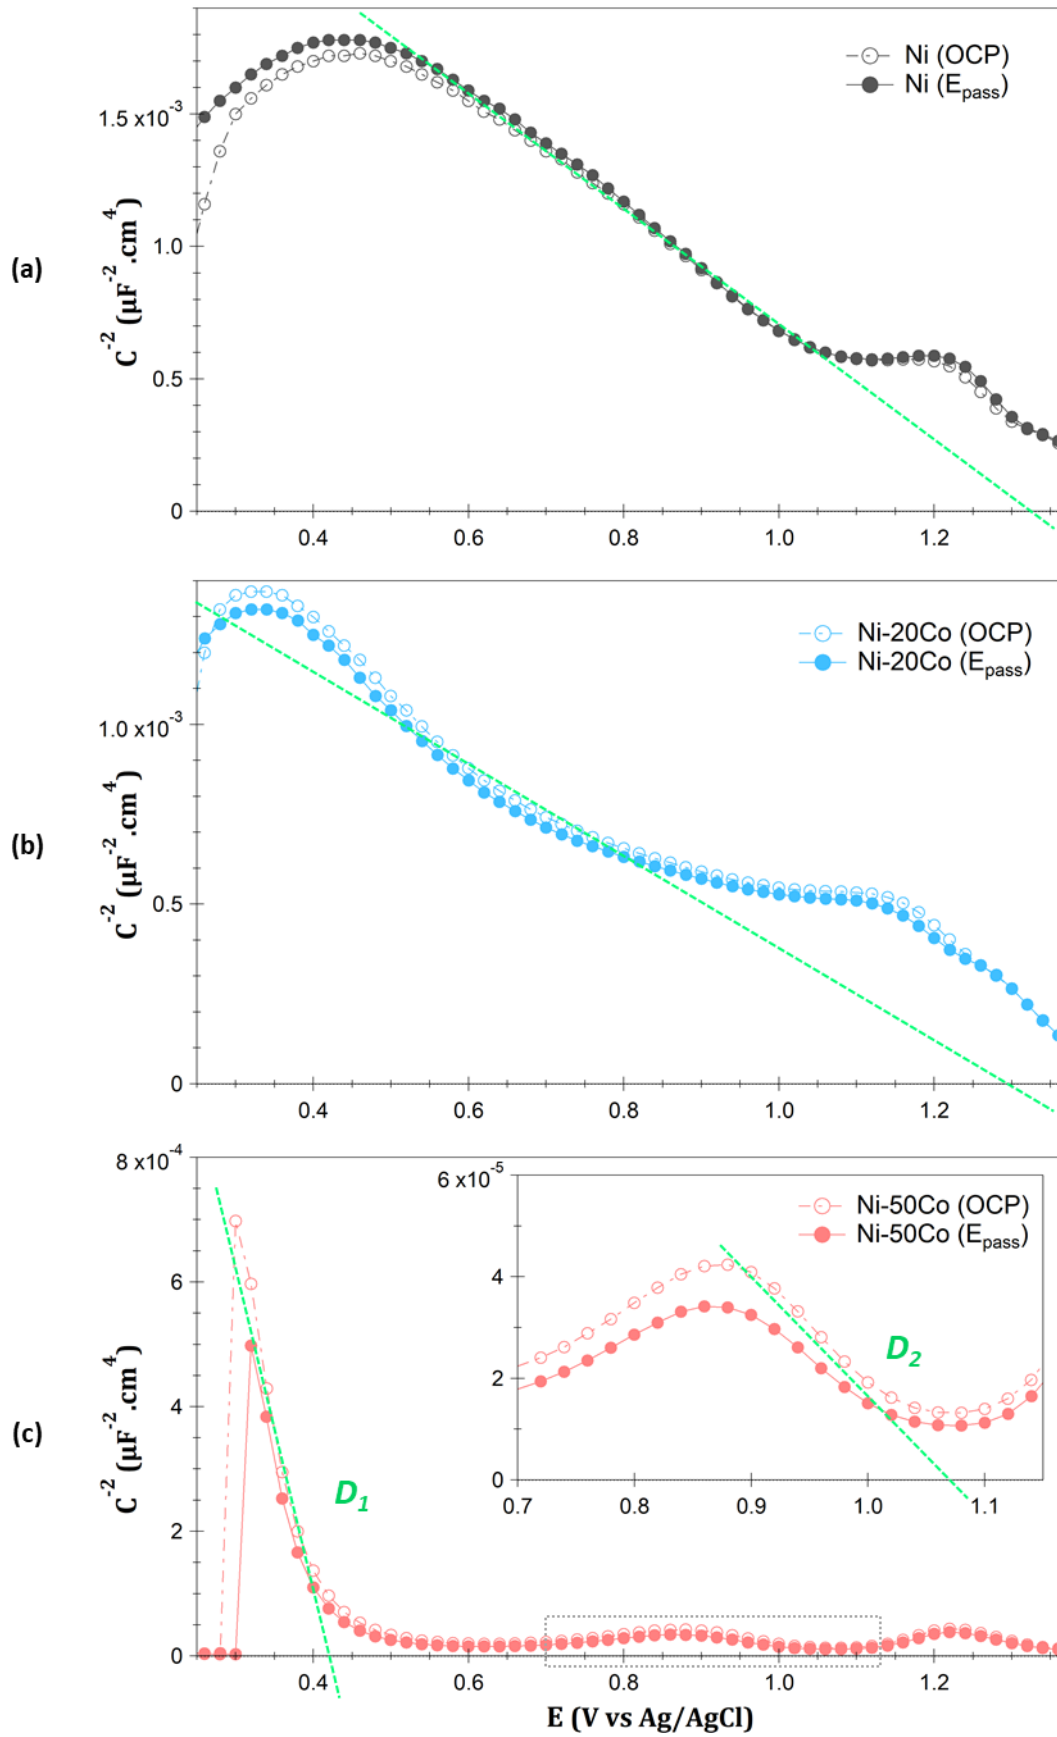 (a)
C⁻² (µF⁻².cm⁴)
1.5 x10⁻³
1.0
0.5
0
Ni (OCP)
Ni (Epass)
0.4 0.6 0.8 1.0 1.2
(b)
C⁻² (µF⁻².cm⁴)
1.0 x10⁻³
0.5
0
Ni-20Co (OCP)
Ni-20Co (Epass)
0.4 0.6 0.8 1.0 1.2
(c)
C⁻² (µF⁻².cm⁴)
8 x10⁻⁴
6
4
2
0
D₁
6 x10⁻⁵
4
2
0
Ni-50Co (OCP)
Ni-50Co (Epass)
D₂
0.7 0.8 0.9 1.0 1.1
0.4 0.6 0.8 1.0 1.2
E (V vs Ag/AgCl)